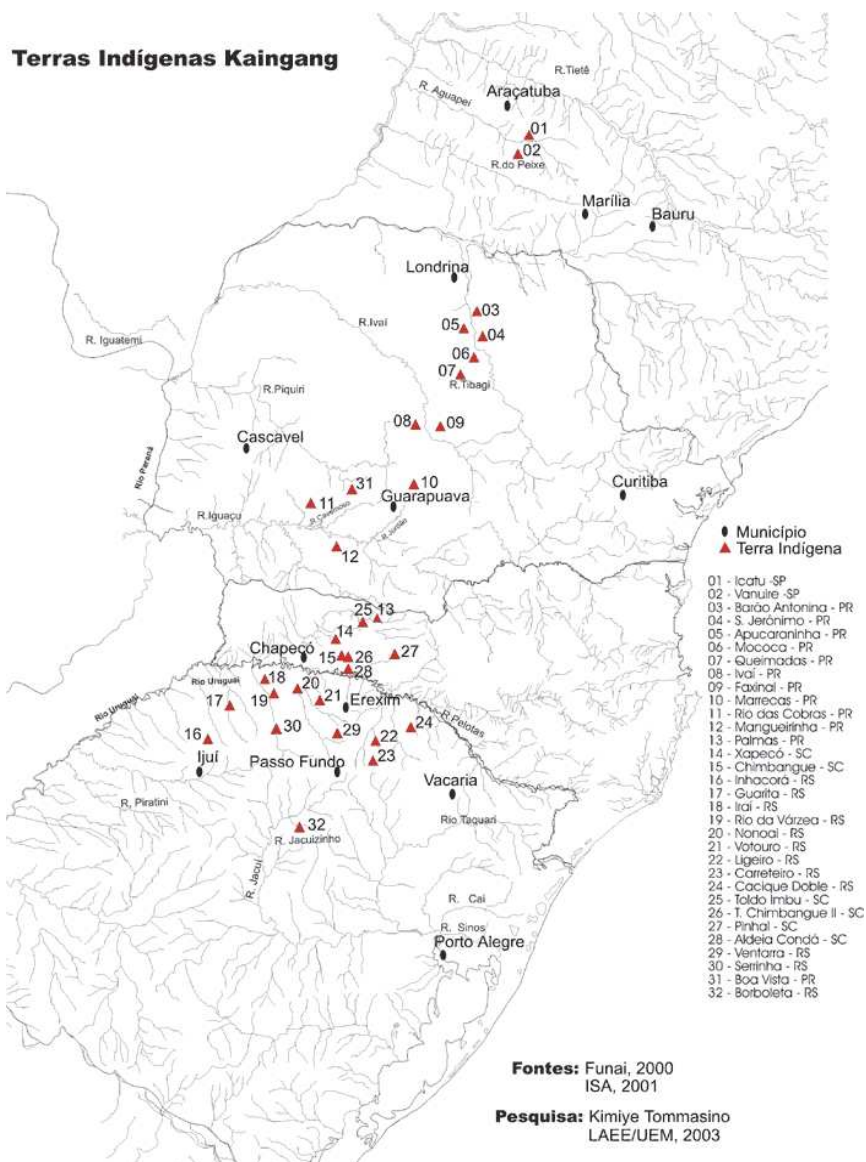 Terras Indígenas Kaingang
R.Tietê
Araçatuba
R. Aguapeí
01
02
R.do Peixe
Marília
Bauru
Londrina
03
05
04
R.Ivaí
R. Iguatemi
06
07
R.Tibagi
R.Piquiri
08
09
Cascavel
Rio Paraná
31
10
Curitiba
11
Guarapuava
R.Iguaçu
R.Cavernoso
R.Jordão
12
Município
Terra Indígena
01 - Icatu -SP
02 - Vanuire -SP
03 - Barão Antonina - PR
04 - S. Jerônimo - PR
05 - Apucaraninha - PR
06 - Mococa - PR
07 - Queimadas - PR
08 - Ivaí - PR
09 - Faxinal - PR
10 - Marrecas - PR
11 - Rio das Cobras - PR
12 - Mangueirinha - PR
13 - Palmas - PR
14 - Xapecó - SC
15 - Chimbangue - SC
16 - Inhacorá - RS
17 - Guarita - RS
18 - Iraí - RS
19 - Rio da Várzea - RS
20 - Nonoai - RS
21 - Votouro - RS
22 - Ligeiro - RS
23 - Carreteiro - RS
24 - Cacique Doble - RS
25 - Toldo Imbu - SC
26 - T. Chimbangue II - SC
27 - Pinhal - SC
28 - Aldeia Condá - SC
29 - Ventarra - RS
30 - Serrinha - RS
31 - Boa Vista - PR
32 - Borboleta - RS
25
13
14
Chapecó
15
26
27
28
Rio Uruguai
Rio Uruguai
18
20
19
21
17
Erexim
R.Pelotas
16
30
29
22
24
23
Ijuí
Passo Fundo
Vacaria
R, Piratini
Rio Taquari
32
R. Jacuizinho
R. Jacuí
R. Cai
R. Sinos
Porto Alegre
Fontes: Funai, 2000
ISA, 2001
Pesquisa: Kimiye Tommasino
LAEE/UEM, 2003